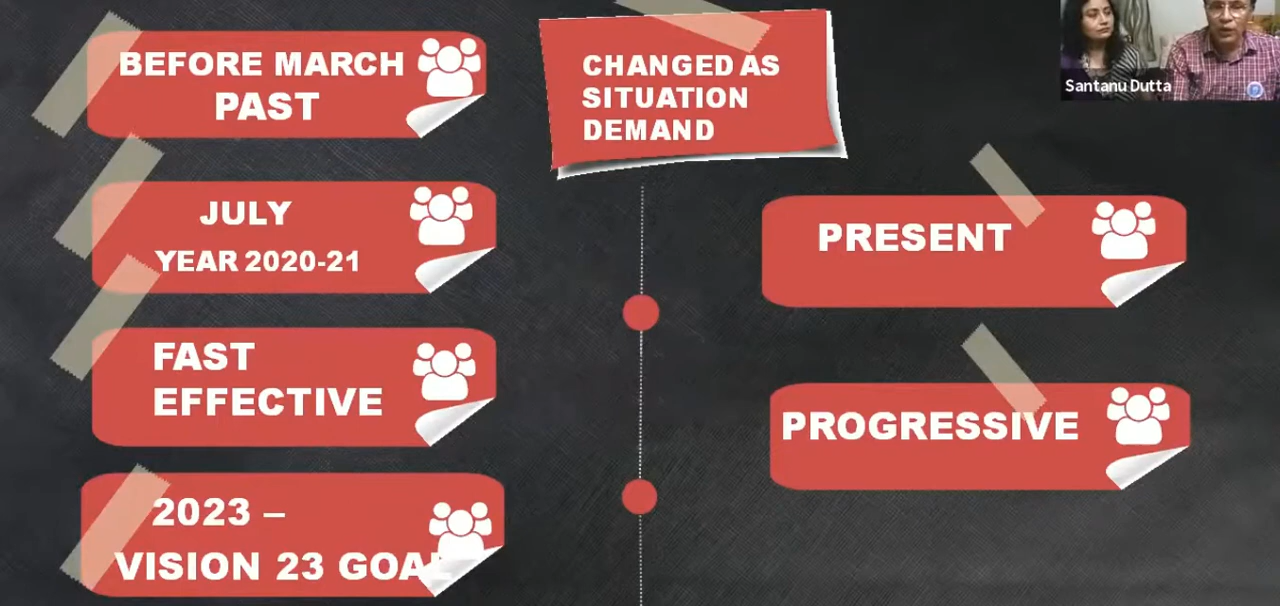 BEFORE MARCH
PAST
CHANGED AS
SITUATION
DEMAND
Santanu Dutta
JULY
YEAR 2020-21
PRESENT
FAST
EFFECTIVE
PROGRESSIVE
2023 –
VISION 23 GOAL